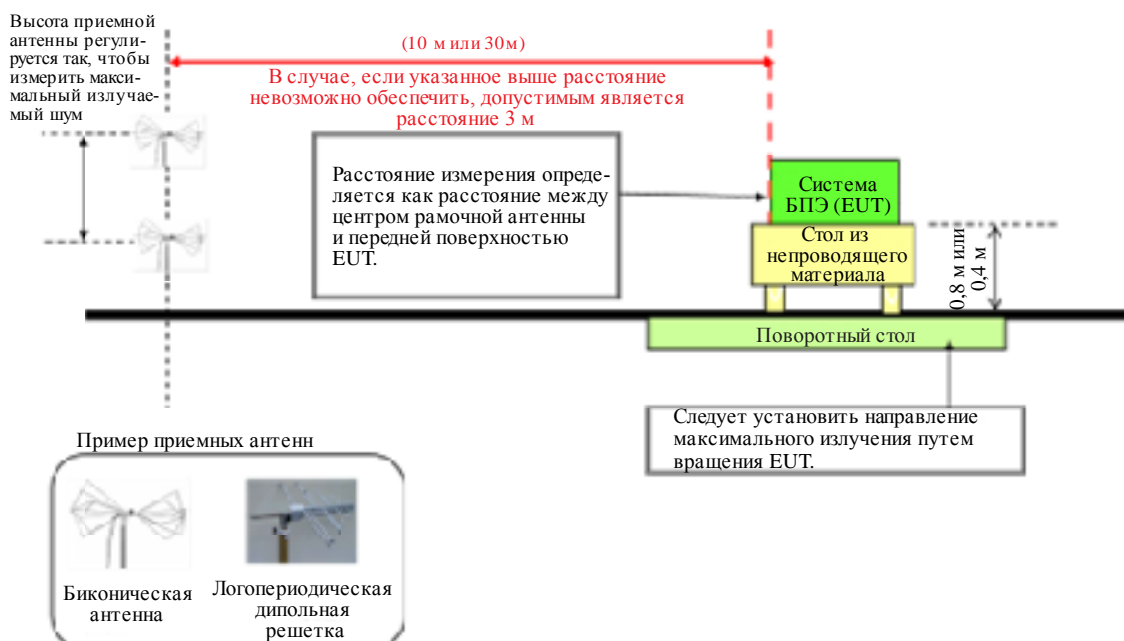 Высота приемной
антенны регули-
руется так, чтобы
измерить макси-
мальный излучае-
мый шум
(10 м или 30м)
В случае, если указанное выше расстояние
невозможно обеспечить, допустимым является
расстояние 3 м
Расстояние измерения опреде-
ляется как расстояние между
центром рамочной антенны
и передней поверхностью
EUT.
Система
БПЭ (EUT)
Стол из
непроводящего
материала
0,8 м или
0,4 м
Поворотный стол
Следует установить направление
максимального излучения путем
вращения EUT.
Пример приемных антенн
Биконическая
антенна
Логопериодическая
дипольная
решетка